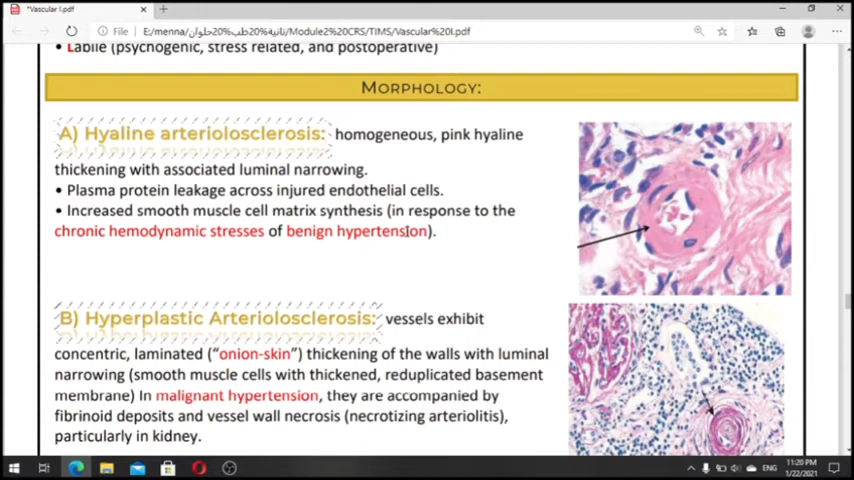 *Vascular I.pdf
File
E:/menna/ثانية%20طب%20حلوان/Module2%20CRS/TIMS/Vascular%20I.pdf
• Labile (psychogenic, stress related, and postoperative)
MORPHOLOGY:
A) Hyaline arteriolosclerosis: homogeneous, pink hyaline
thickening with associated luminal narrowing.
• Plasma protein leakage across injured endothelial cells.
• Increased smooth muscle cell matrix synthesis (in response to the
chronic hemodynamic stresses of benign hypertension).
B) Hyperplastic Arteriolosclerosis: vessels exhibit
concentric, laminated (“onion-skin”) thickening of the walls with luminal
narrowing (smooth muscle cells with thickened, reduplicated basement
membrane) In malignant hypertension, they are accompanied by
fibrinoid deposits and vessel wall necrosis (necrotizing arteriolitis),
particularly in kidney.
ENG
11:20 PM
1/22/2021